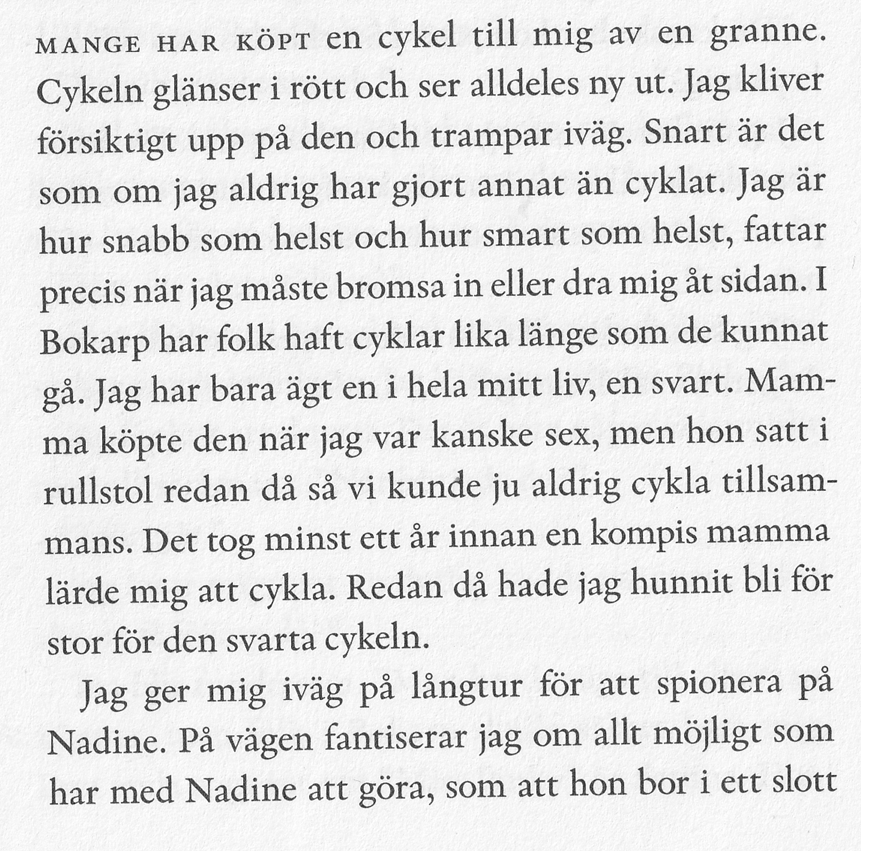 MANGE HAR KÖPT en cykel till mig av en granne.
Cykeln glänser i rött och ser alldeles ny ut. Jag kliver
försiktigt upp på den och trampar iväg. Snart är det
som om jag aldrig har gjort annat än cyklat. Jag är
hur snabb som helst och hur smart som helst, fattar
precis när jag måste bromsa in eller dra mig åt sidan. I
Bokarp har folk haft cyklar lika länge som de kunnat
gå. Jag har bara ägt en i hela mitt liv, en svart. Mam-
ma köpte den när jag var kanske sex, men hon satt i
rullstol redan då så vi kunde ju aldrig cykla tillsam-
mans. Det tog minst ett år innan en kompis mamma
lärde mig att cykla. Redan då hade jag hunnit bli för
stor för den svarta cykeln.
Jag ger mig iväg på långtur för att spionera på
Nadine. På vägen fantiserar jag om allt möjligt som
har med Nadine att göra, som att hon bor i ett slott